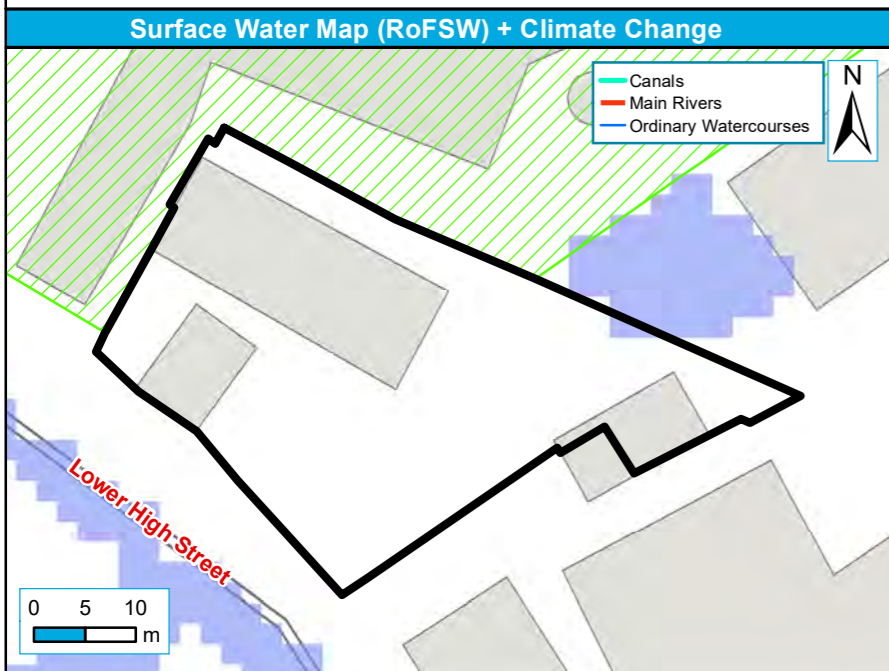 Surface Water Map (RoFSW) + Climate Change
Canals
Main Rivers
Ordinary Watercourses
N
Lower High Street
0 5 10
m